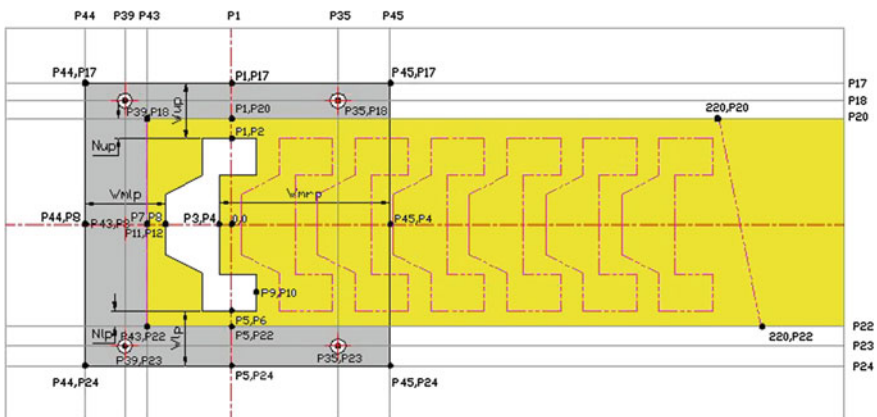 P44 P39 P43 P1 P35 P45
P44,P17 P1,P17 P45,P17 P17
P18
P39,P18 Wup P1,P20 P35,P18 220,P20 P20
P1,P2
Nup
Wmlp Wmrp
P44,P8 P43,P8 P7,P8 P3,P4 0,0 P45,P4
P11,P12
P9,P10
P5,P6
Nlp P43,P22 Wlp P5,P22 220,P22 P22
P39,P23 P35,P23 P23
P44,P24 P5,P24 P45,P24 P24